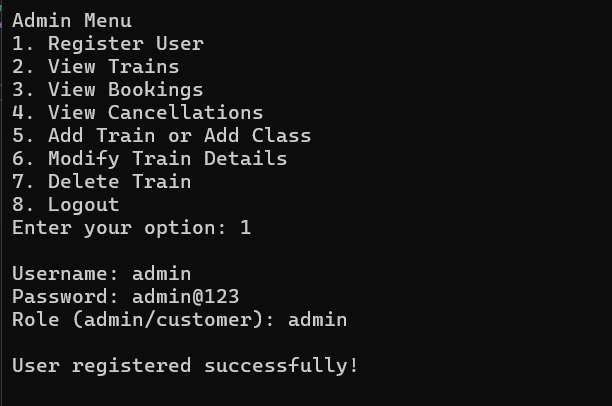 Admin Menu
1. Register User
2. View Trains
3. View Bookings
4. View Cancellations
5. Add Train or Add Class
6. Modify Train Details
7. Delete Train
8. Logout
Enter your option: 1
Username: admin
Password: admin@123
Role (admin/customer): admin
User registered successfully!